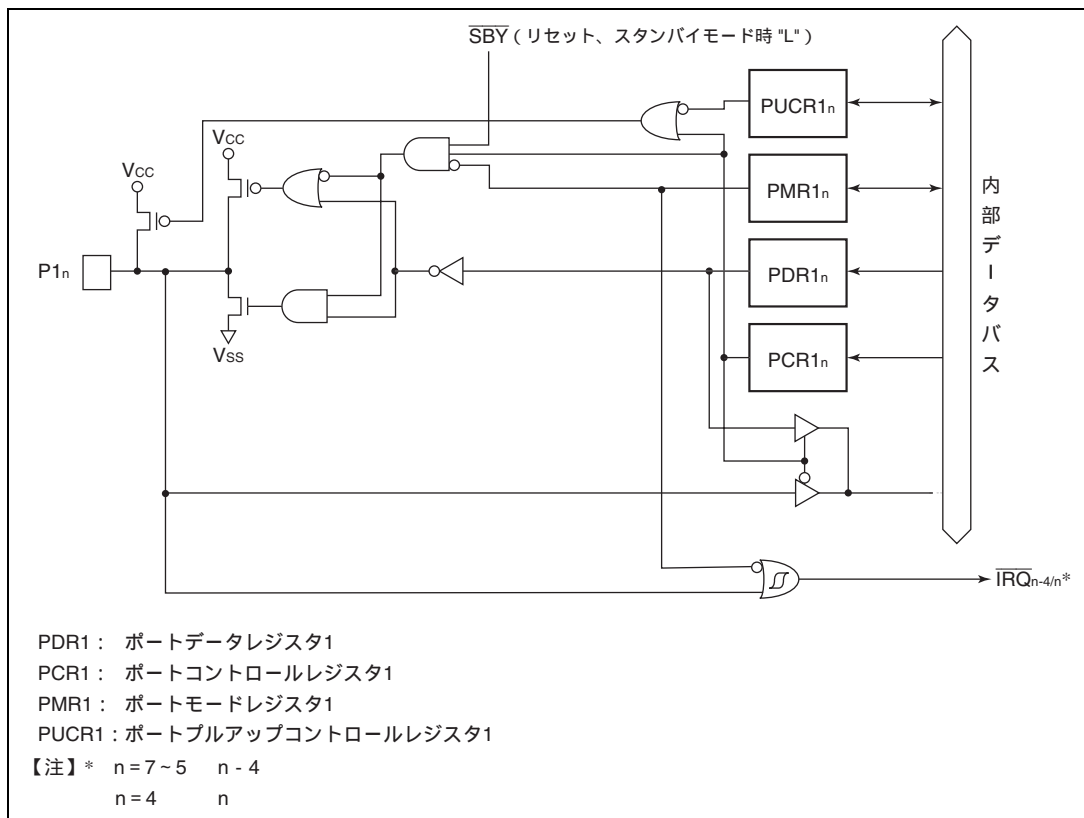 SBY（リセット、スタンバイモード時 "L"）
PUCR1n
VCC
VCC
PMR1n
内部データバス
P1n
PDR1n
VSS
PCR1n
IRQn-4/n*
PDR1： ポートデータレジスタ1
PCR1： ポートコントロールレジスタ1
PMR1： ポートモードレジスタ1
PUCR1：ポートプルアップコントロールレジスタ1
【注】* n = 7～5 n - 4
n = 4 n